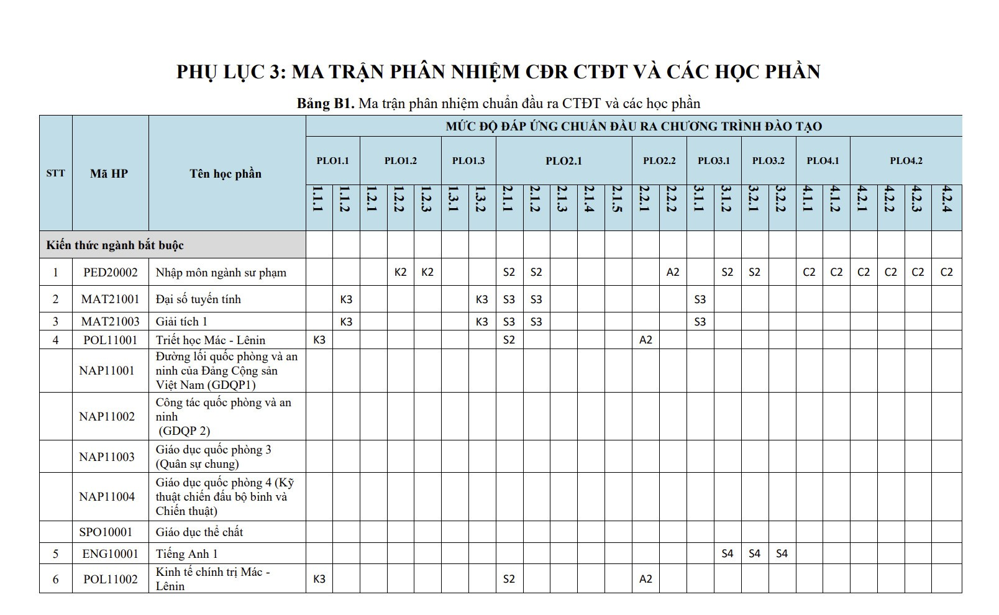 PHỤ LỤC 3: MA TRẬN PHÂN NHIỆM CĐR CTĐT VÀ CÁC HỌC PHẦN
Bảng B1. Ma trận phân nhiệm chuẩn đầu ra CTĐT và các học phần
STT Mã HP Tên học phần MỨC ĐỘ ĐÁP ỨNG CHUẨN ĐẦU RA CHƯƠNG TRÌNH ĐÀO TẠO
PLO1.1 PLO1.2 PLO1.3 PLO2.1 PLO2.2 PLO3.1 PLO3.2 PLO4.1 PLO4.2
1.1.1 1.1.2 1.2.1 1.2.2 1.2.3 1.3.1 1.3.2 2.1.1 2.1.2 2.1.3 2.1.4 2.1.5 2.2.1 2.2.2 3.1.1 3.1.2 3.2.1 3.2.2 4.1.1 4.1.2 4.2.1 4.2.2 4.2.3 4.2.4
Kiến thức ngành bắt buộc
1 PED20002 Nhập môn ngành sư phạm K2 K2 S2 S2 A2 S2 S2 C2 C2 C2 C2 C2 C2
2 MAT21001 Đại số tuyến tính K3 K3 S3 S3 S3
3 MAT21003 Giải tích 1 K3 K3 S3 S3 S3
4 POL11001 Triết học Mác - Lênin K3 S2 A2
NAP11001 Đường lối quốc phòng và an
ninh của Đảng Cộng sản
Việt Nam (GDQP1)
NAP11002 Công tác quốc phòng và an
ninh
(GDQP 2)
NAP11003 Giáo dục quốc phòng 3
(Quân sự chung)
NAP11004 Giáo dục quốc phòng 4 (Kỹ
thuật chiến đấu bộ binh và
Chiến thuật)
SPO10001 Giáo dục thể chất
5 ENG10001 Tiếng Anh 1 S4 S4 S4
6 POL11002 Kinh tế chính trị Mác -
Lênin K3 S2 A2